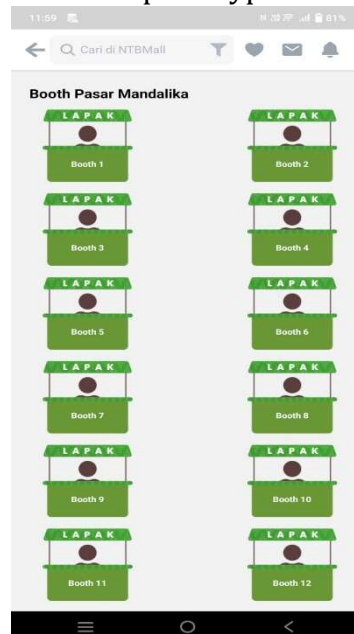 11:59 81%
Cari di NTBMall
Booth Pasar Mandalika
LAPAK LAPAK
Booth 1 Booth 2
LAPAK LAPAK
Booth 3 Booth 4
LAPAK LAPAK
Booth 5 Booth 6
LAPAK LAPAK
Booth 7 Booth 8
LAPAK LAPAK
Booth 9 Booth 10
LAPAK LAPAK
Booth 11 Booth 12